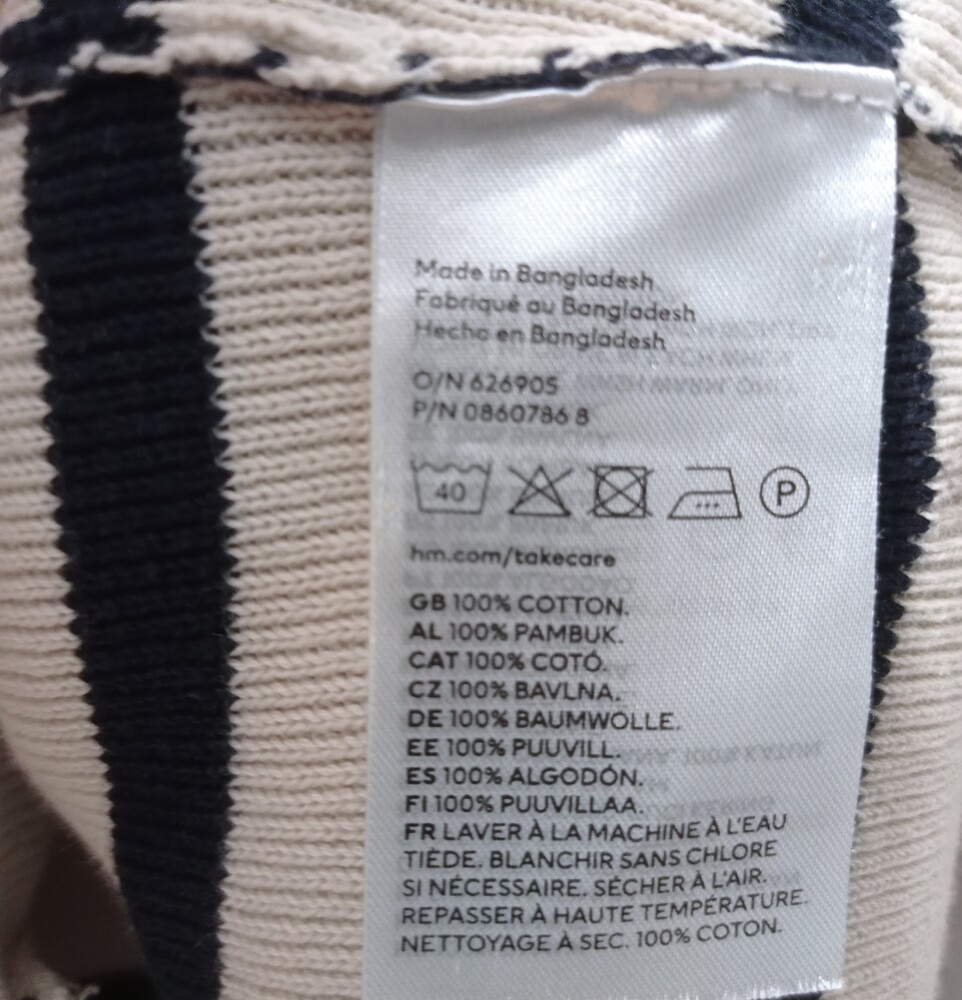 Made in Bangladesh
Fabriqué au Bangladesh
Hecho en Bangladesh
O/N 626905
P/N 0860786 8
40 P
hm.com/takecare
GB 100% COTTON.
AL 100% PAMBUK.
CAT 100% COTÓ.
CZ 100% BAVLNA.
DE 100% BAUMWOLLE.
EE 100% PUUVILL.
ES 100% ALGODÓN.
FI 100% PUUVILLAA.
FR LAVER À LA MACHINE À L'EAU
TIÈDE. BLANCHIR SANS CHLORE
SI NÉCESSAIRE. SÉCHER À L'AIR.
REPASSER À HAUTE TEMPÉRATURE.
NETTOYAGE À SEC. 100% COTON.